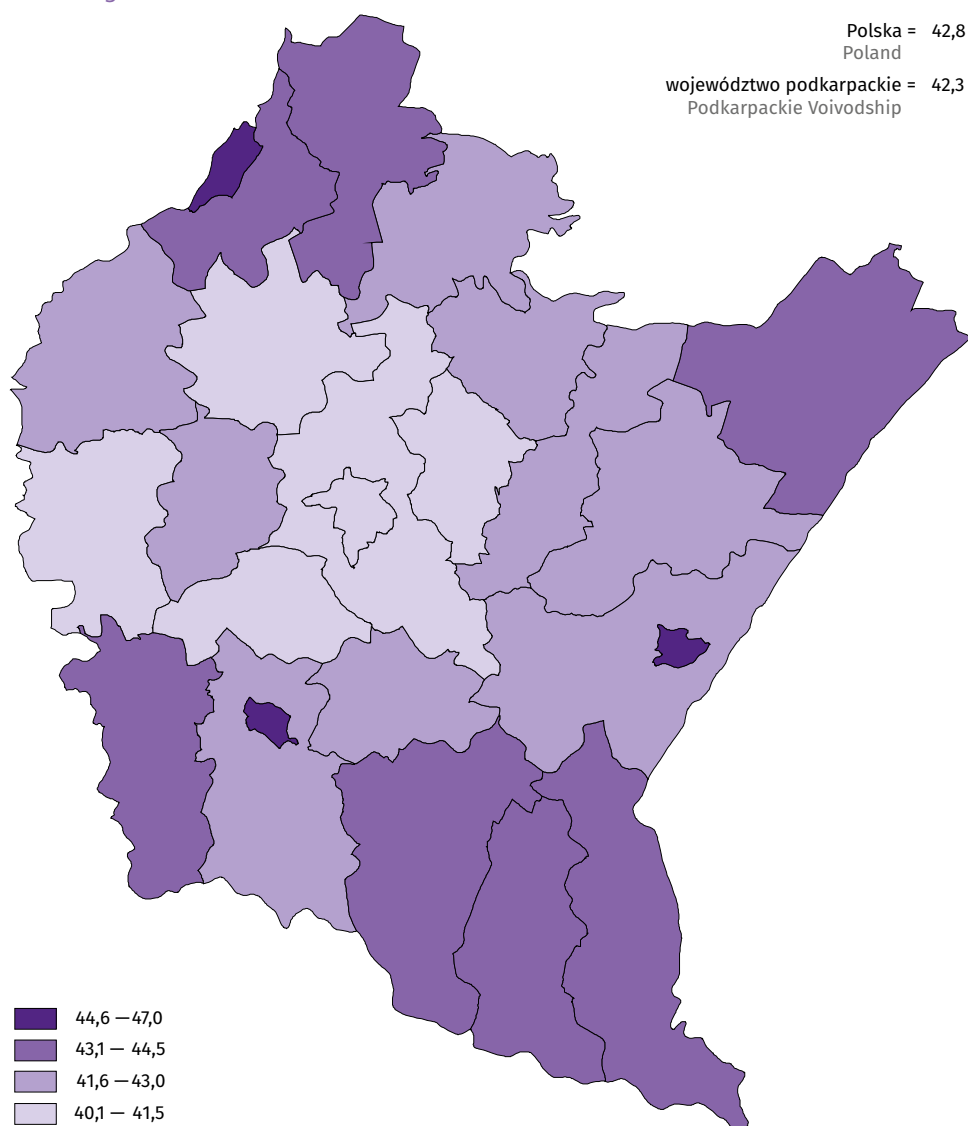 Polska = 42,8
Poland
województwo podkarpackie = 42,3
Podkarpackie Voivodship
44,6 — 47,0
43,1 — 44,5
41,6 — 43,0
40,1 — 41,5